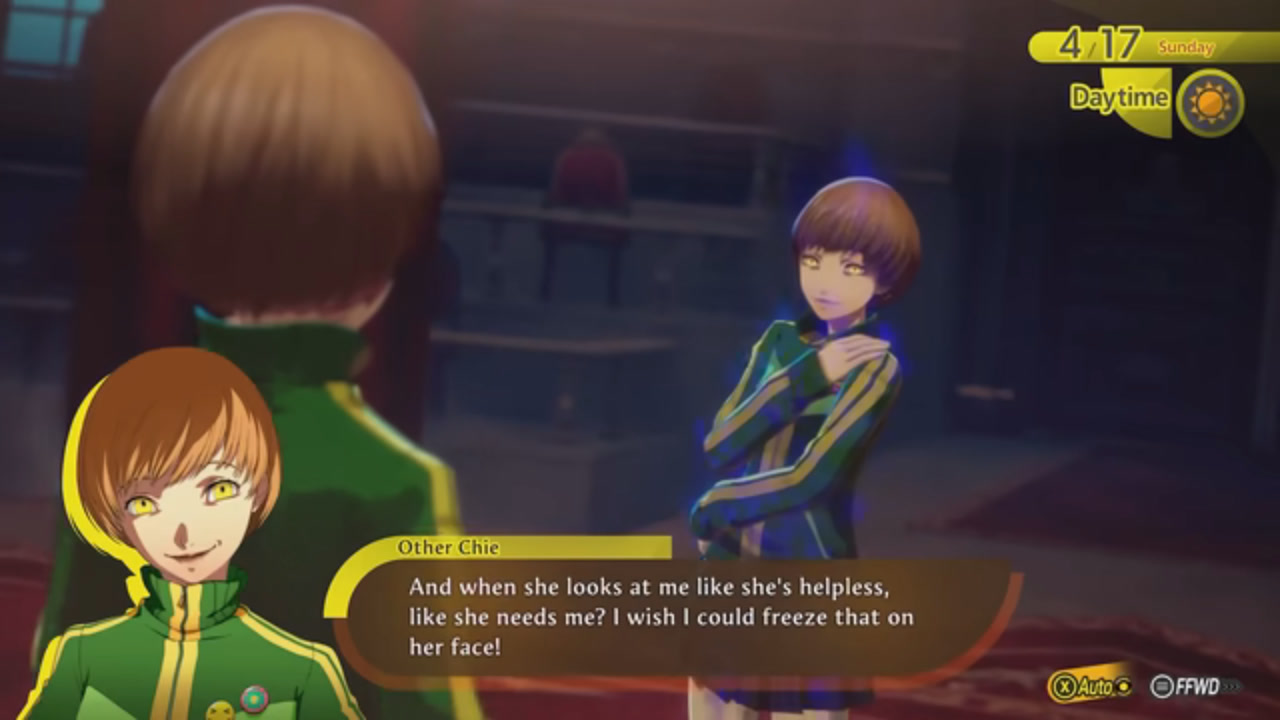 4/17 Sunday
Daytime
Other Chie
And when she looks at me like she's helpless,
like she needs me? I wish I could freeze that on
her face!
X Auto
FFWD